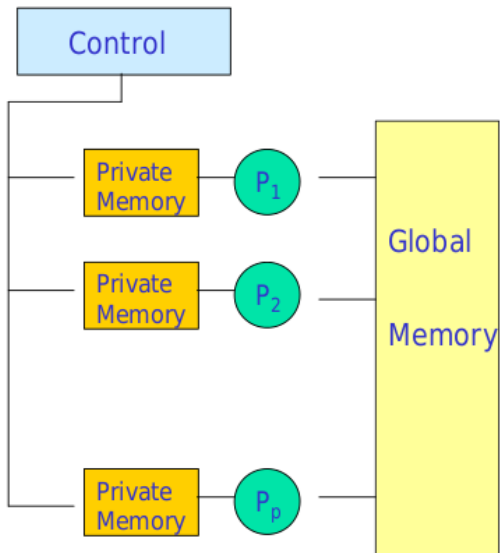 Control
Private
Memory
P₁
Global
Private
Memory
P₂
Memory
Private
Memory
Pₚ